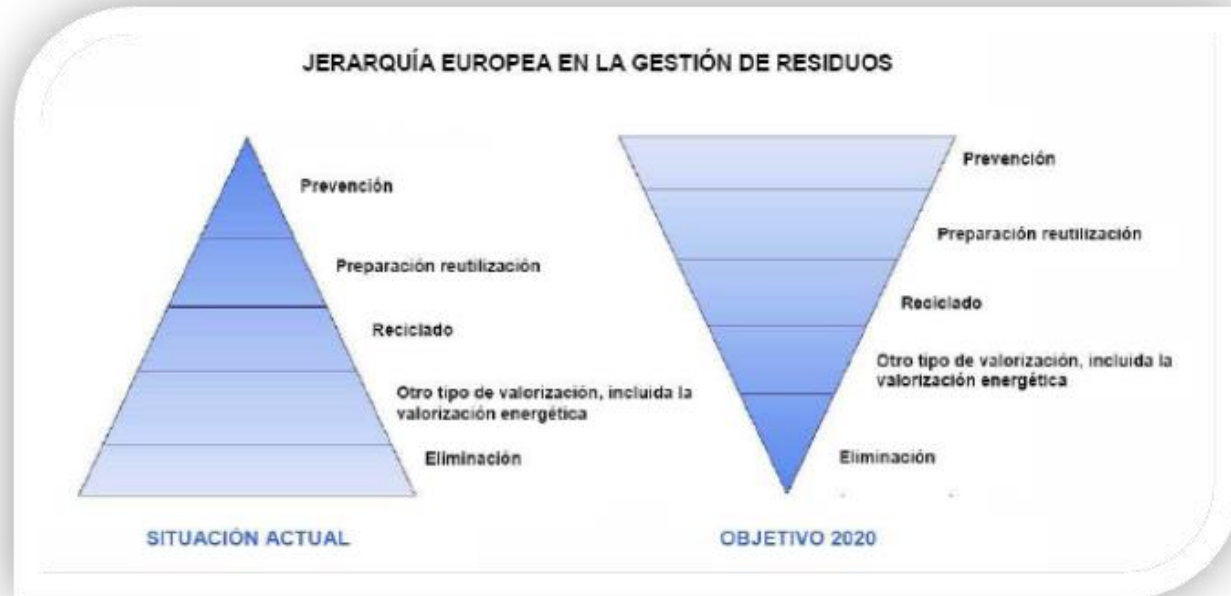 JERARQUÍA EUROPEA EN LA GESTIÓN DE RESIDUOS
Prevención
Preparación reutilización
Reciclado
Otro tipo de valorización, incluida la
valorización energética
Eliminación
SITUACIÓN ACTUAL
Prevención
Preparación reutilización
Reciclado
Otro tipo de valorización, incluida la
valorización energética
Eliminación
OBJETIVO 2020